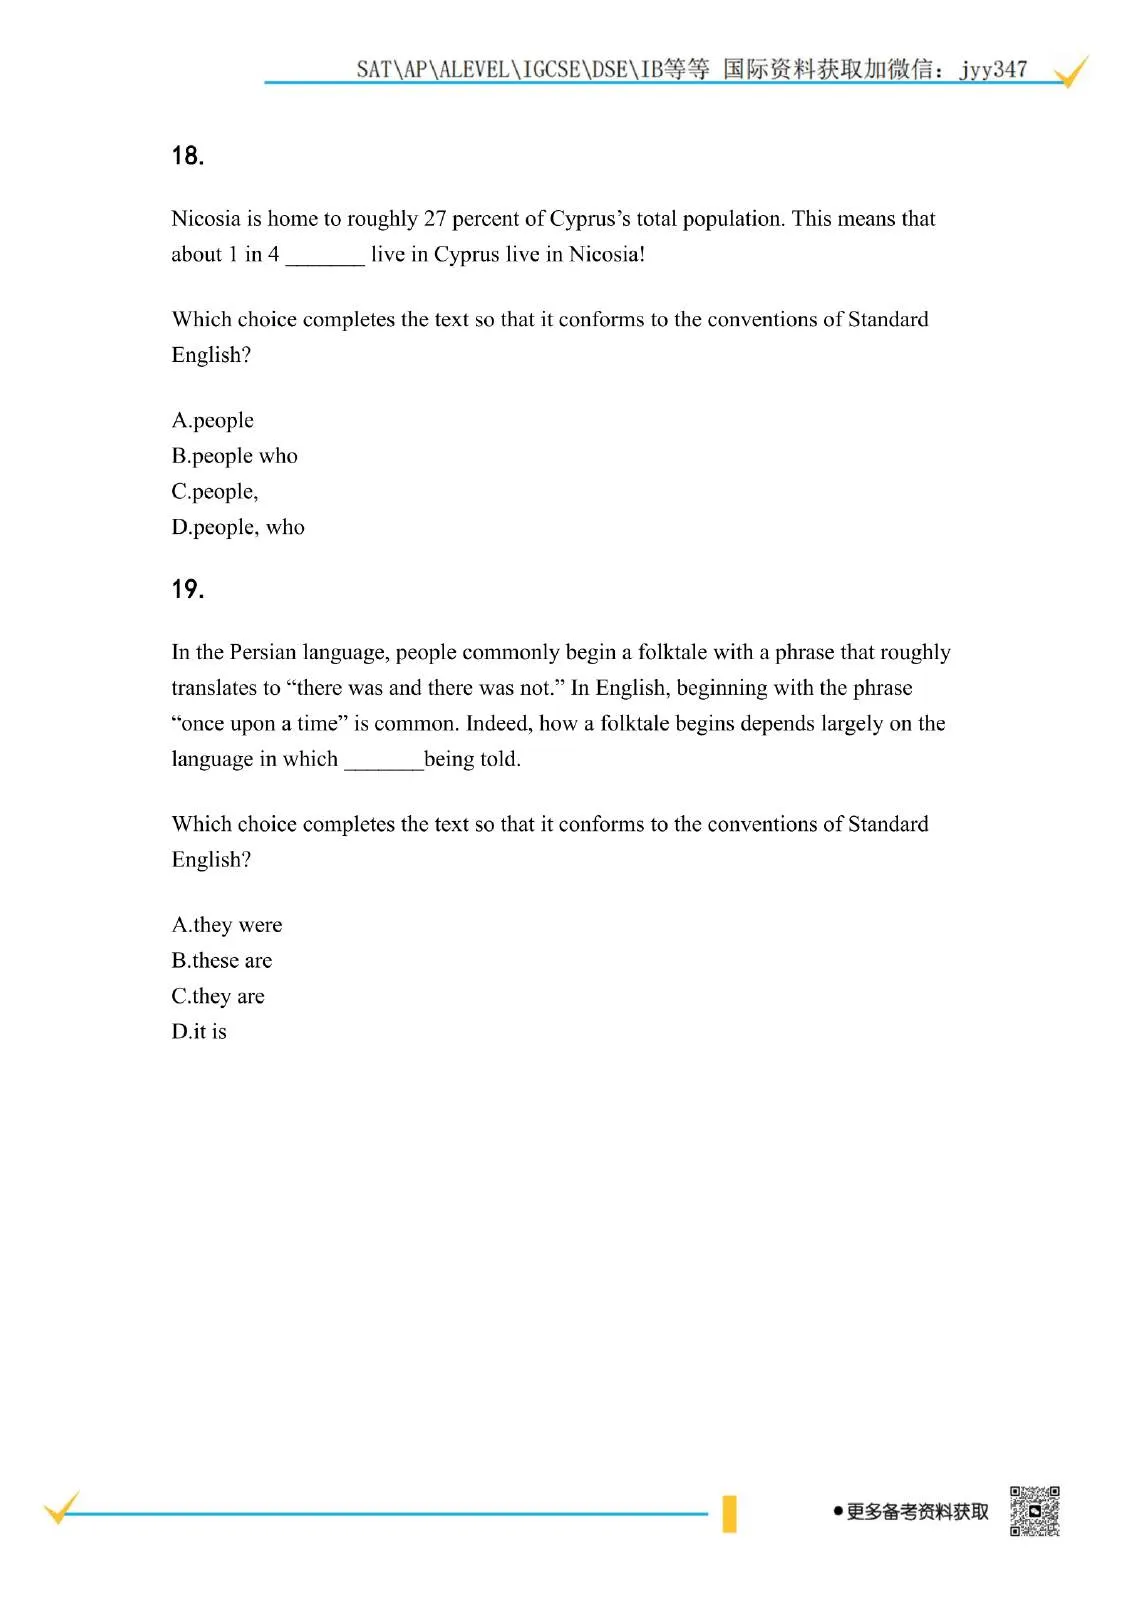 SAT\AP\ALEVEL\IGCSE\DSE\IB等等 国际资料获取加微信：jyy347
18.
Nicosia is home to roughly 27 percent of Cyprus’s total population. This means that
about 1 in 4 _______ live in Cyprus live in Nicosia!
Which choice completes the text so that it conforms to the conventions of Standard
English?
A.people
B.people who
C.people,
D.people, who
19.
In the Persian language, people commonly begin a folktale with a phrase that roughly
translates to “there was and there was not.” In English, beginning with the phrase
“once upon a time” is common. Indeed, how a folktale begins depends largely on the
language in which _______being told.
Which choice completes the text so that it conforms to the conventions of Standard
English?
A.they were
B.these are
C.they are
D.it is
●更多备考资料获取